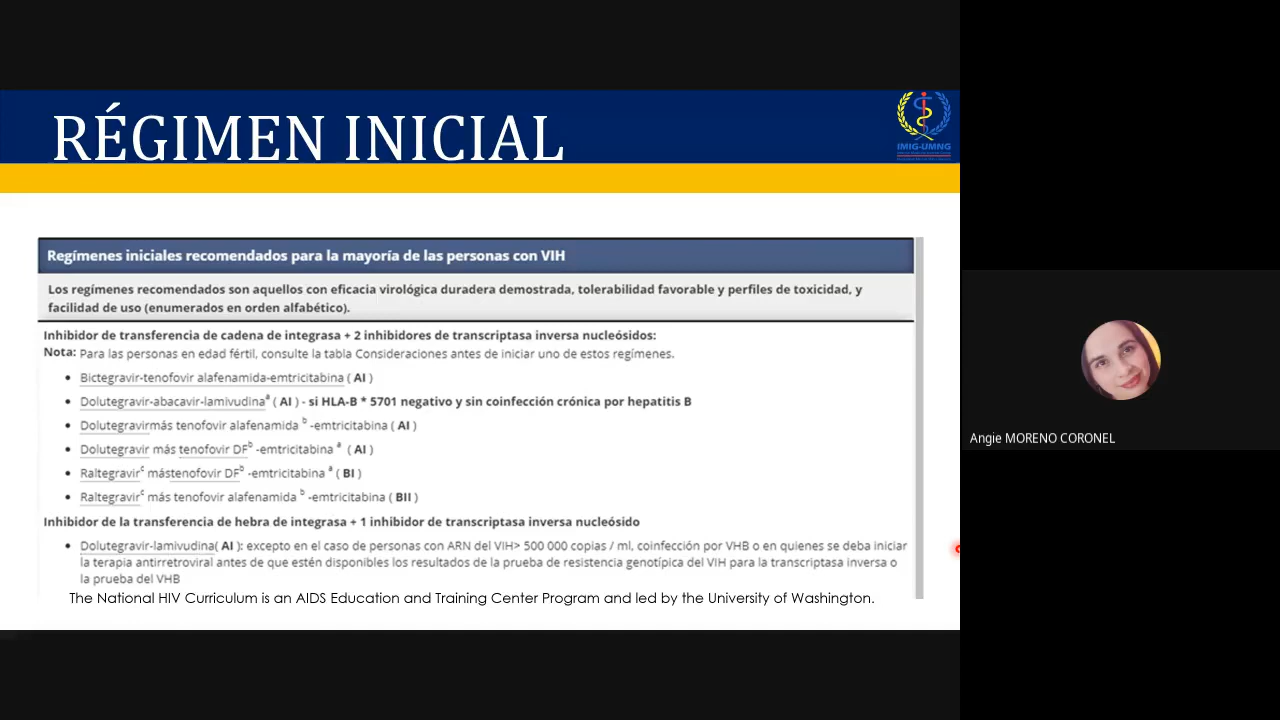 RÉGIMEN INICIAL
IMIG-UMNG
Regímenes iniciales recomendados para la mayoría de las personas con VIH
Los regímenes recomendados son aquellos con eficacia virológica duradera demostrada, tolerabilidad favorable y perfiles de toxicidad, y
facilidad de uso (enumerados en orden alfabético).
Inhibidor de transferencia de cadena de integrasa + 2 inhibidores de transcriptasa inversa nucleósidos:
Nota: Para las personas en edad fértil, consulte la tabla Consideraciones antes de iniciar uno de estos regímenes.
• Bictegravir-tenofovir alafenamida-emtricitabina ( AI )
• Dolutegravir-abacavir-lamivudina a ( AI ) - si HLA-B * 5701 negativo y sin coinfección crónica por hepatitis B
• Dolutegravirmás tenofovir alafenamida b -emtricitabina ( AI )
• Dolutegravir más tenofovir DF b -emtricitabina a ( AI )
• Raltegravir c mástenofovir DF b -emtricitabina a ( BI )
• Raltegravir c más tenofovir alafenamida b -emtricitabina ( BII )
Inhibidor de la transferencia de hebra de integrasa + 1 inhibidor de transcriptasa inversa nucleósido
• Dolutegravir-lamivudina( AI ): excepto en el caso de personas con ARN del VIH> 500 000 copias / ml, coinfección por VHB o en quienes se deba iniciar
la terapia antirretroviral antes de que estén disponibles los resultados de la prueba de resistencia genotípica del VIH para la transcriptasa inversa o
la prueba del VHB
The National HIV Curriculum is an AIDS Education and Training Center Program and led by the University of Washington.
Angie MORENO CORONEL